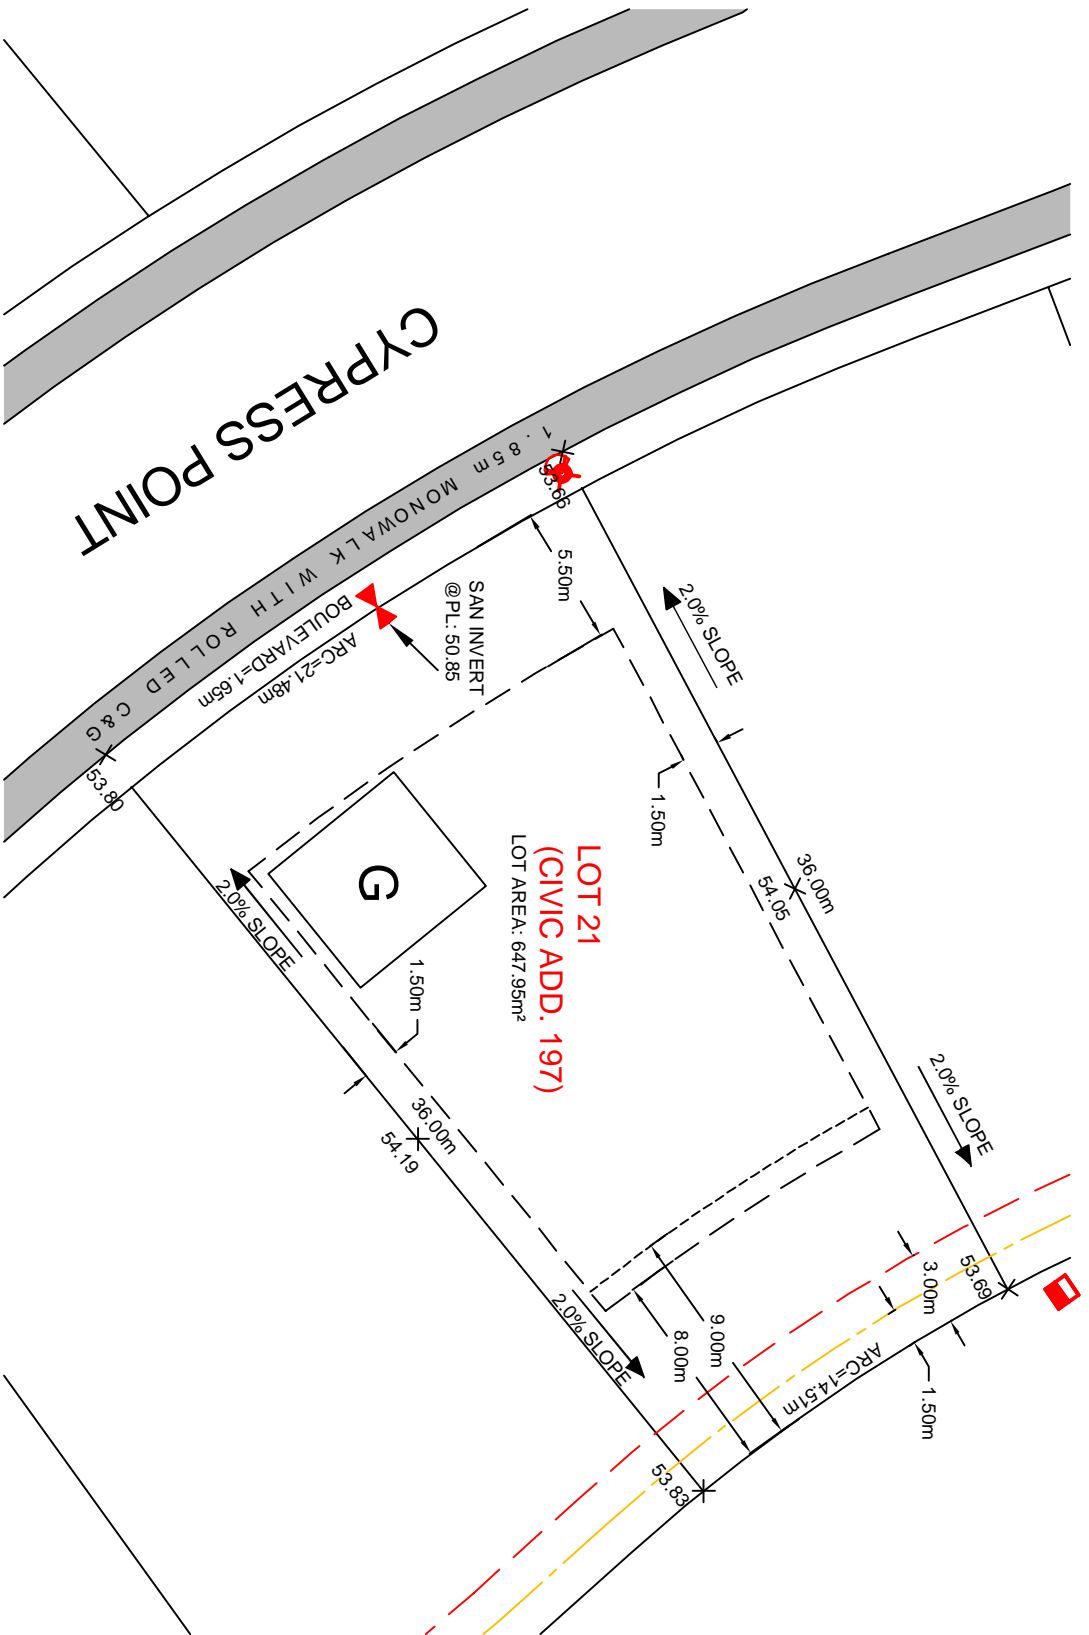 CYPRESS POINT
1.85m MONOWALK WITH ROLLED C&G
53.66
BOULEVARD=1.65m
ARC=21.48m
53.80
SAN INVERT
@PL: 50.85
5.50m
2.0% SLOPE
1.50m
36.00m
54.05
LOT 21
(CIVIC ADD. 197)
LOT AREA: 647.95m²
G
2.0% SLOPE
1.50m
36.00m
54.19
2.0% SLOPE
53.69
3.00m
9.00m
8.00m
ARC=14.51m
1.50m
2.0% SLOPE
53.83